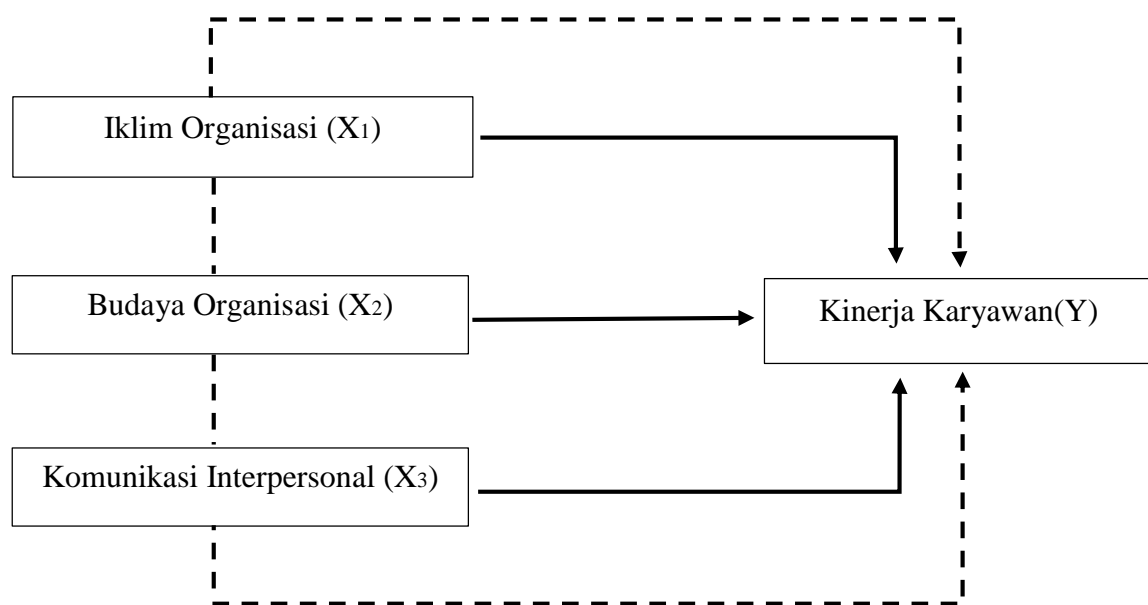 Iklim Organisasi (X1)
Budaya Organisasi (X2)
Kinerja Karyawan(Y)
Komunikasi Interpersonal (X3)